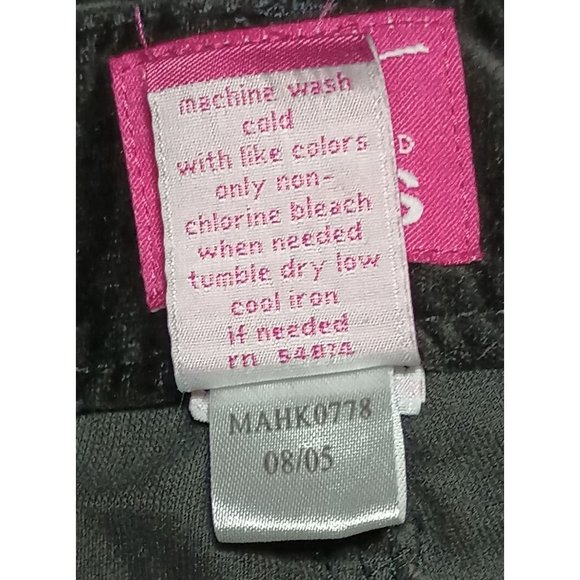 machine wash
cold
with like colors
only non-
chlorine bleach
when needed
tumble dry low
cool iron
if needed
rn 54874
D
MAHK0778
08/05